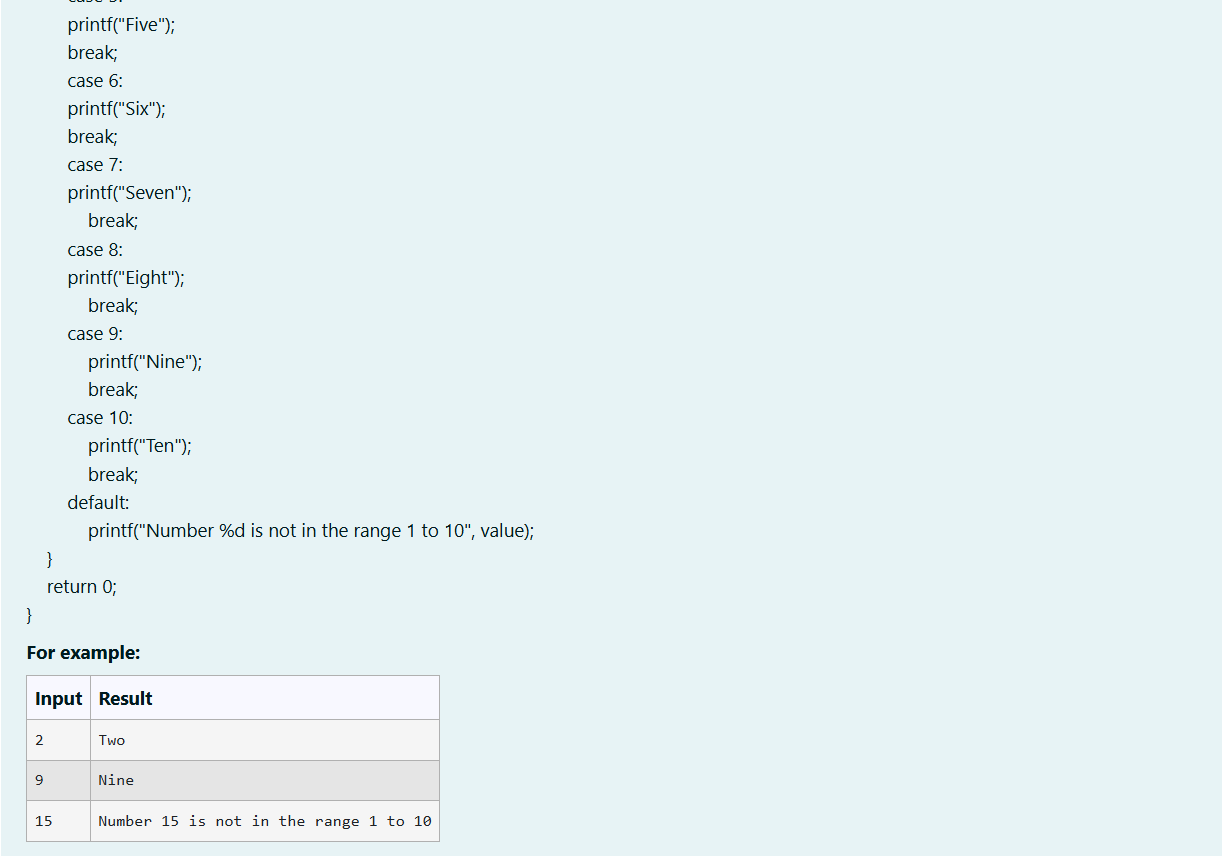 printf("Five");
break;
case 6:
printf("Six");
break;
case 7:
printf("Seven");
break;
case 8:
printf("Eight");
break;
case 9:
printf("Nine");
break;
case 10:
printf("Ten");
break;
default:
printf("Number %d is not in the range 1 to 10", value);
}
return 0;
}
For example:
Input Result
2 Two
9 Nine
15 Number 15 is not in the range 1 to 10